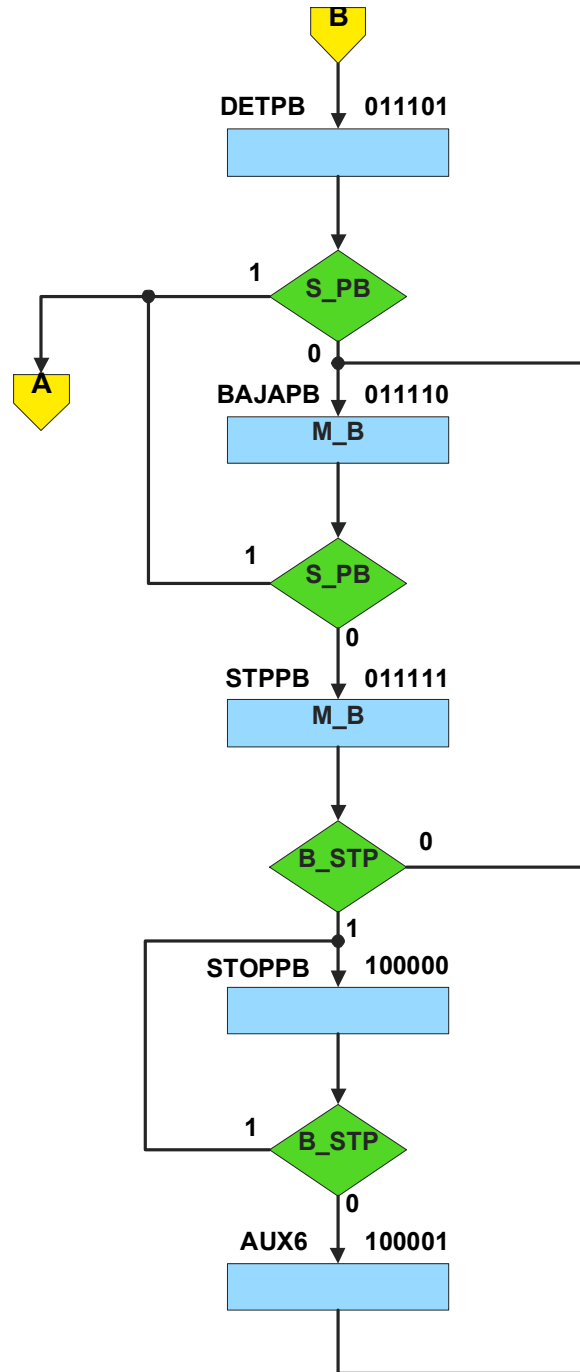 B
DETPB 011101
1
S_PB
0
A
BAJAPB 011110
M_B
1
S_PB
0
STPPB 011111
M_B
B_STP
0
1
STOPPB 100000
1
B_STP
0
AUX6 100001